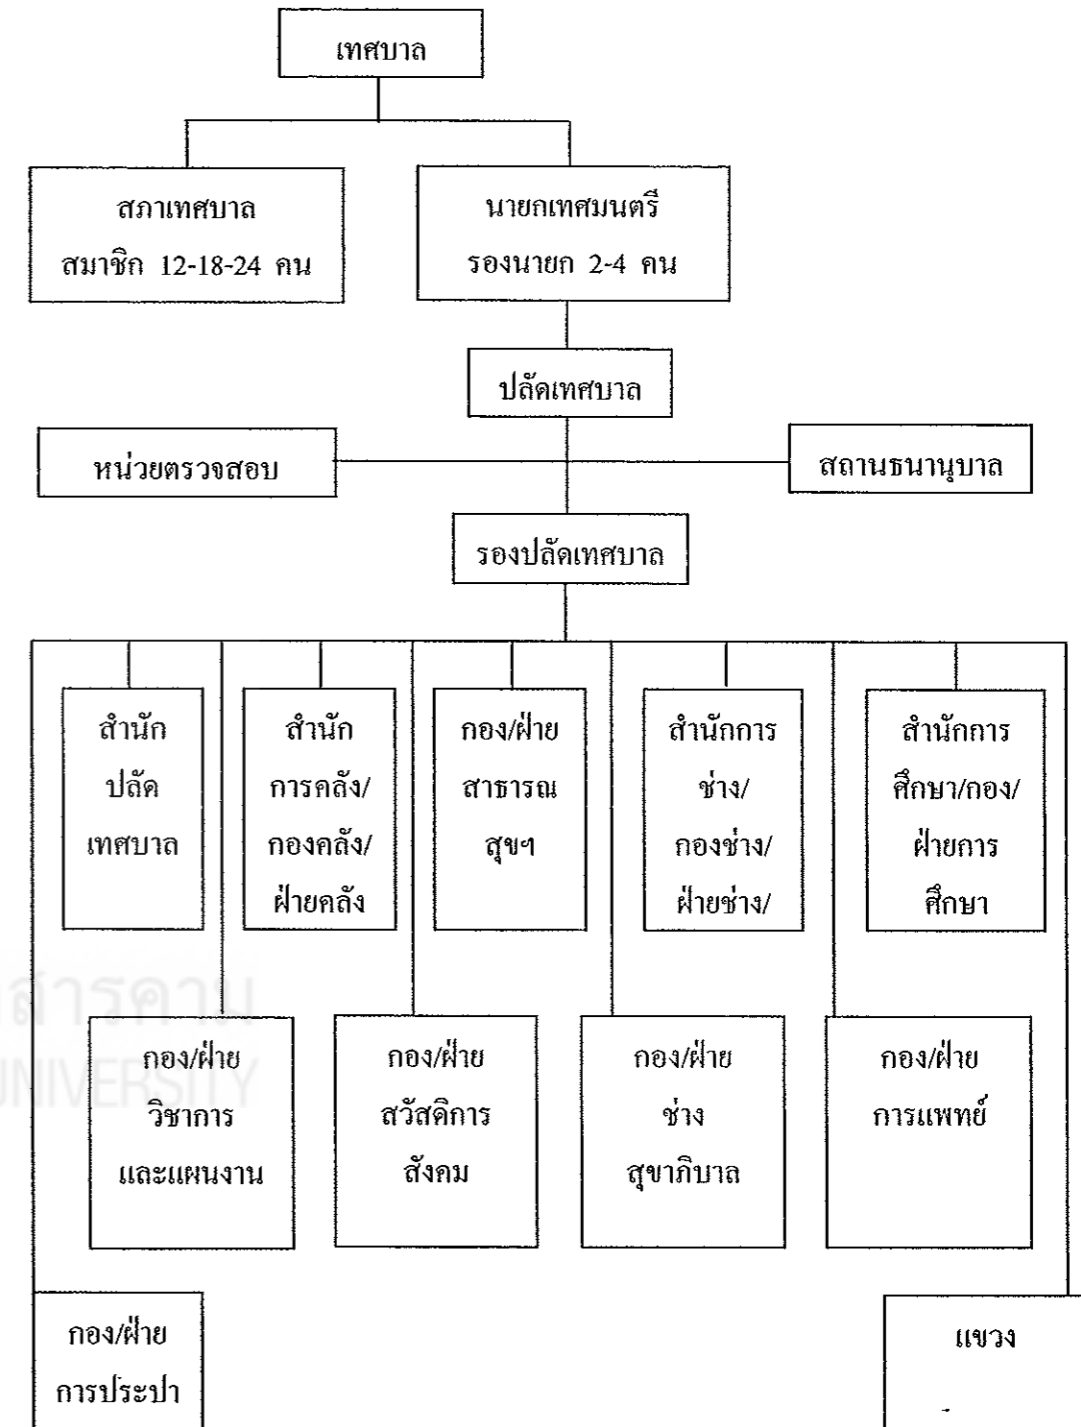 เทศบาล
สภาเทศบาล
สมาชิก 12-18-24 คน
นายกเทศมนตรี
รองนายก 2-4 คน
ปลัดเทศบาล
หน่วยตรวจสอบ
สถานธนานุบาล
รองปลัดเทศบาล
สำนัก
ปลัด
เทศบาล
สำนัก
การคลัง/
กองคลัง/
ฝ่ายคลัง
กอง/ฝ่าย
สาธารณ
สุขฯ
สำนักการ
ช่าง/
กองช่าง/
ฝ่ายช่าง/
สำนักการ
ศึกษา/กอง/
ฝ่ายการ
ศึกษา
สารคาม
UNIVERSITY
กอง/ฝ่าย
วิชาการ
และแผนงาน
กอง/ฝ่าย
สวัสดิการ
สังคม
กอง/ฝ่าย
ช่าง
สุขาภิบาล
กอง/ฝ่าย
การแพทย์
กอง/ฝ่าย
การประปา
แขวง